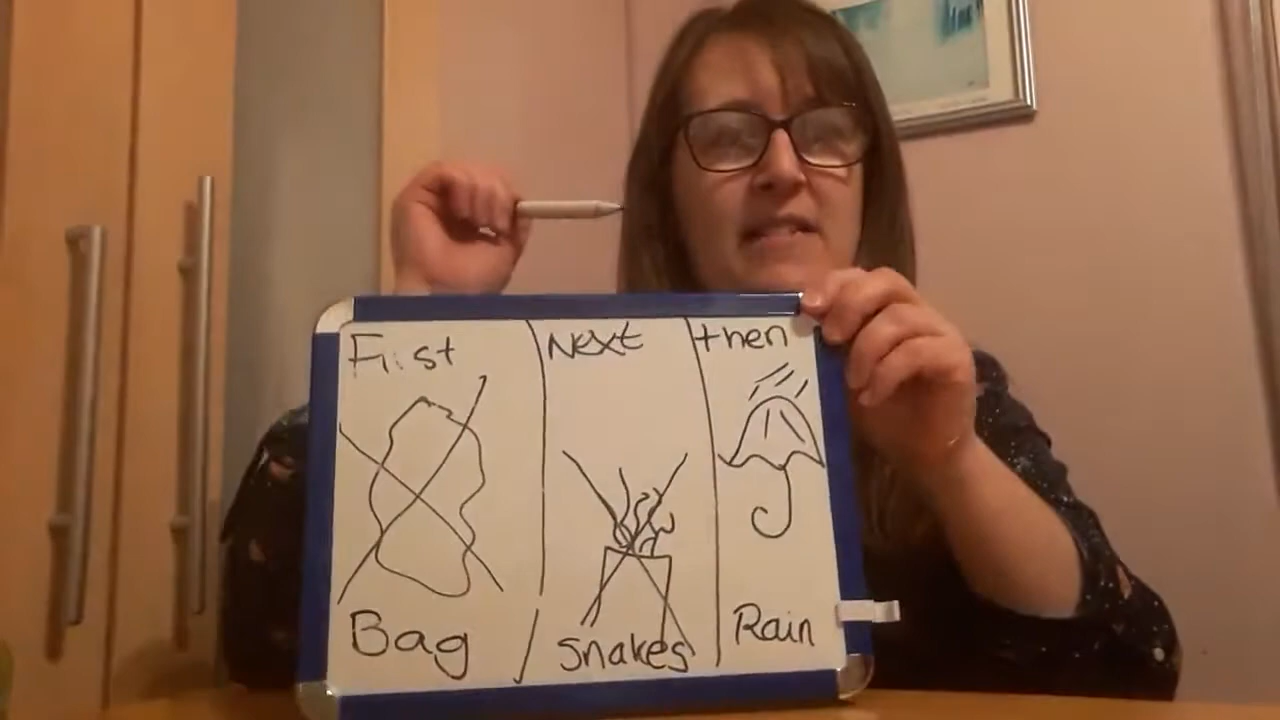 First
Next
then
Bag
Snakes
Rain